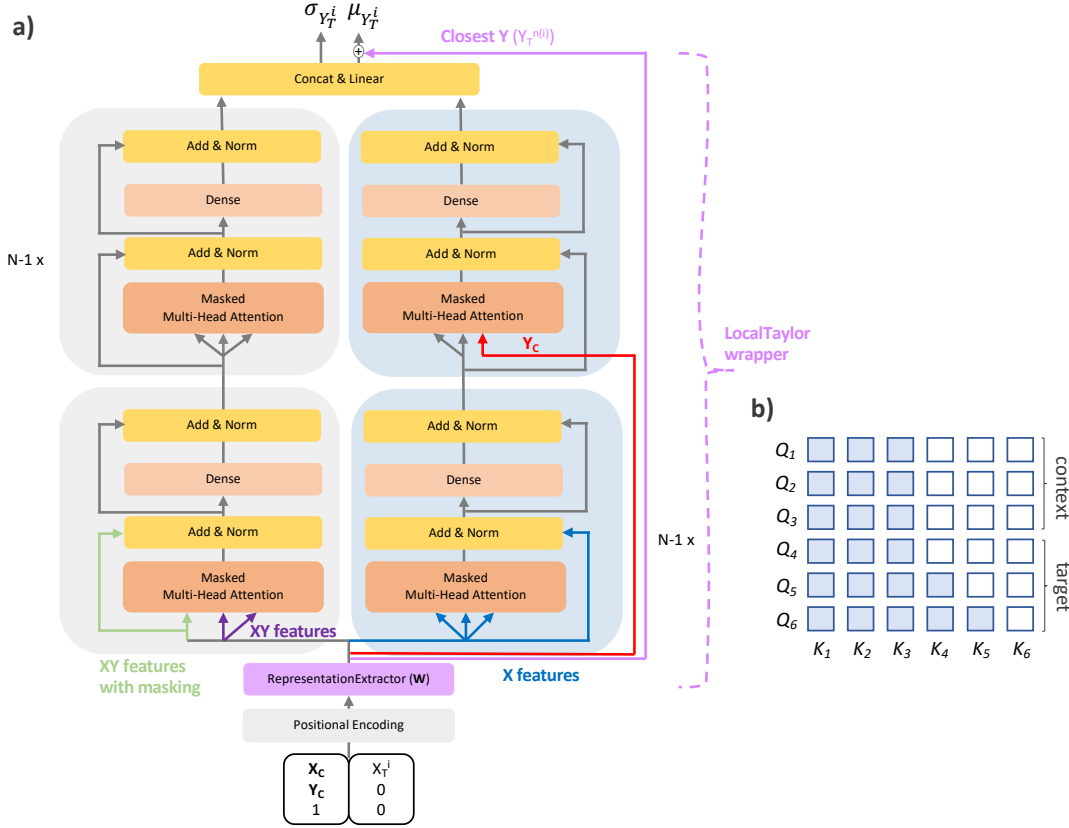 a)
σ_{Y_T^i} μ_{Y_T^i}
Closest Y (Y_T^{n(i)})
+
Concat & Linear
Add & Norm
Add & Norm
Dense
Dense
Add & Norm
Add & Norm
N-1 x
Masked
Multi-Head Attention
Masked
Multi-Head Attention
Y_C
LocalTaylor
wrapper
Add & Norm
Add & Norm
Dense
Dense
Add & Norm
Add & Norm
N-1 x
Masked
Multi-Head Attention
Masked
Multi-Head Attention
XY features
XY features
with masking
X features
RepresentationExtractor (W)
Positional Encoding
X_C X_T^i
Y_C 0
1 0
b)
Q_1
Q_2
Q_3
Q_4
Q_5
Q_6
context
target
K_1 K_2 K_3 K_4 K_5 K_6